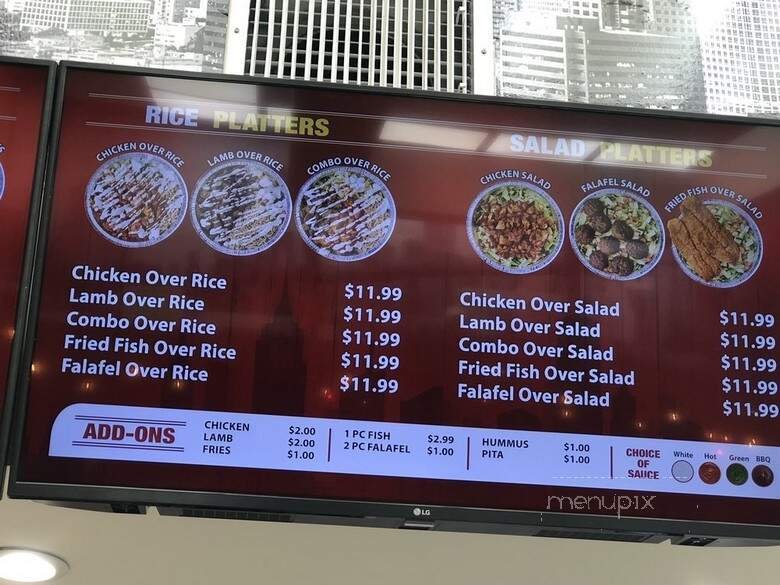 RICE PLATTERS
CHICKEN OVER RICE
LAMB OVER RICE
COMBO OVER RICE
Chicken Over Rice $11.99
Lamb Over Rice $11.99
Combo Over Rice $11.99
Fried Fish Over Rice $11.99
Falafel Over Rice $11.99
SALAD PLATTERS
CHICKEN SALAD
FALAFEL SALAD
FRIED FISH OVER SALAD
Chicken Over Salad $11.99
Lamb Over Salad $11.99
Combo Over Salad $11.99
Fried Fish Over Salad $11.99
Falafel Over Salad $11.99
ADD-ONS
CHICKEN $2.00
LAMB $2.00
FRIES $1.00
1 PC FISH $2.99
2 PC FALAFEL $1.00
HUMMUS $1.00
PITA $1.00
CHOICE
OF
SAUCE
White Hot Green BBQ
menupix
LG